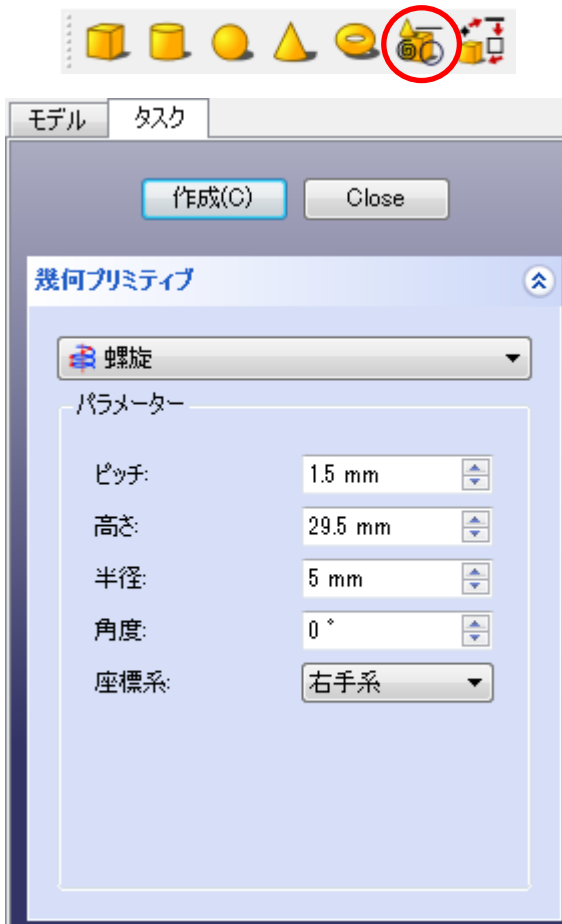 モデル タスク
作成(C) Close
幾何プリミティブ
螺旋
パラメーター
ピッチ: 1.5 mm
高さ: 29.5 mm
半径: 5 mm
角度: 0 °
座標系: 右手系